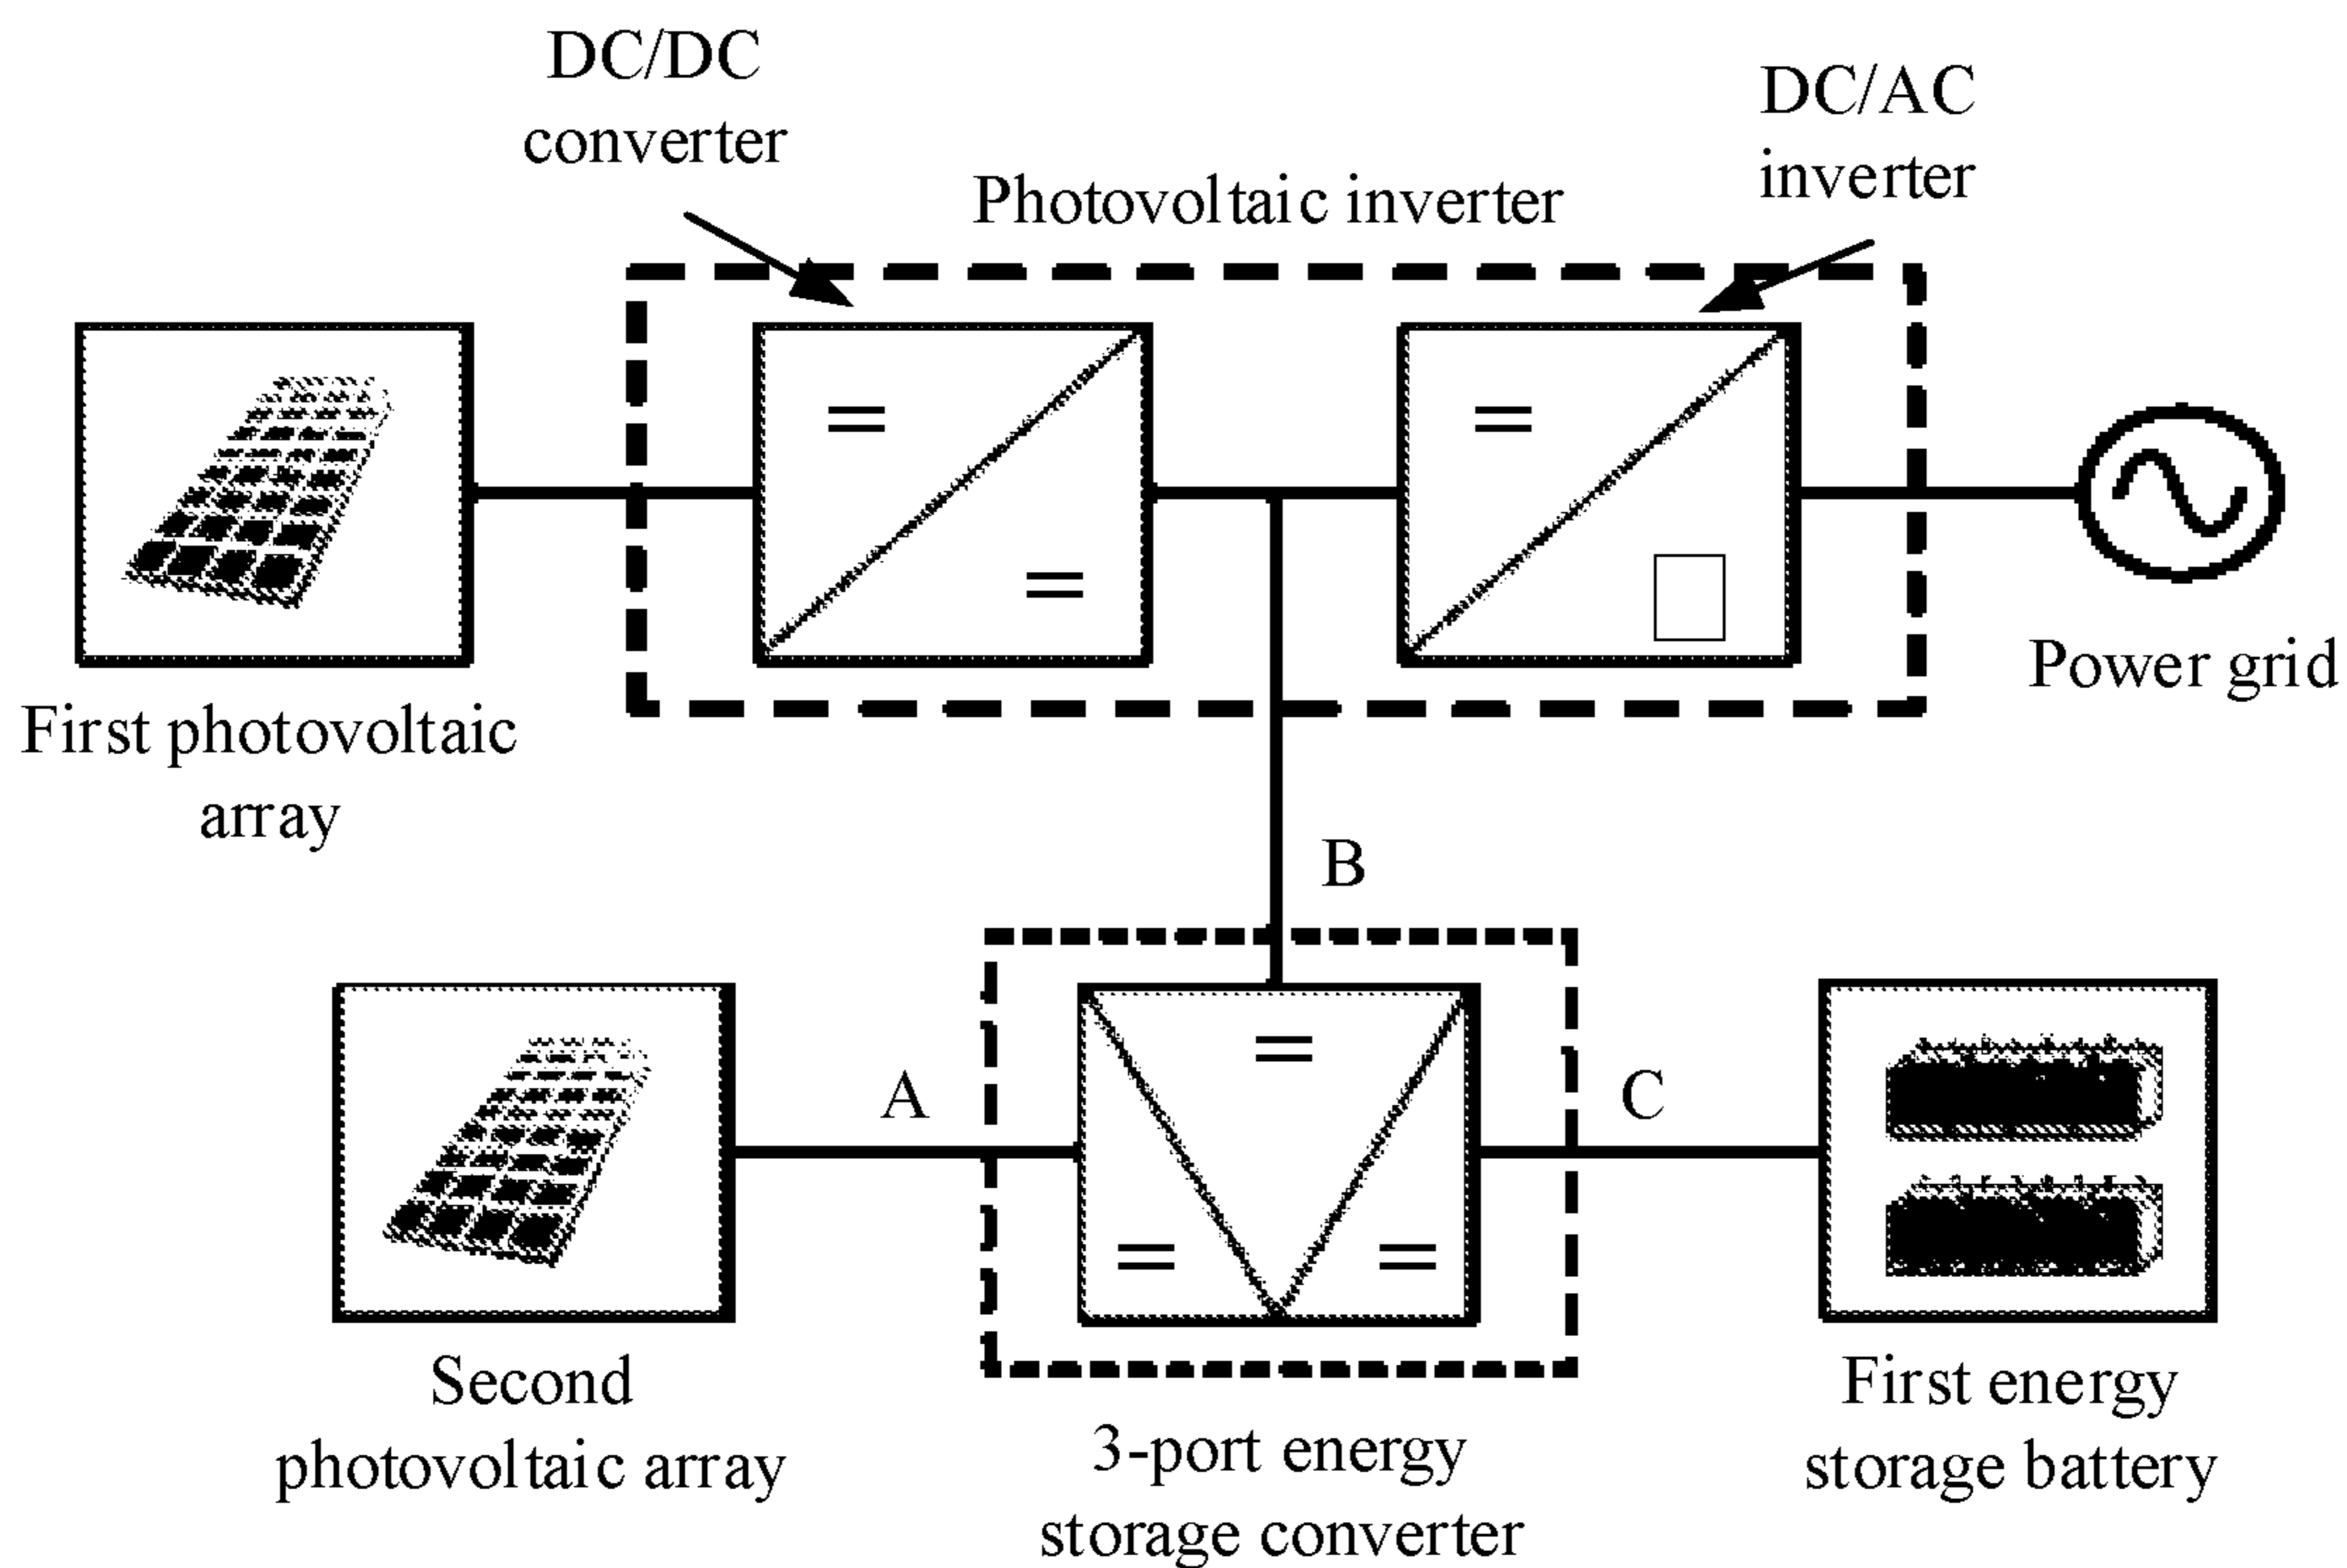 DC/DC
converter
DC/AC
inverter
Photovoltaic inverter
First photovoltaic
array
Power grid
B
A
C
Second
photovoltaic array
3-port energy
storage converter
First energy
storage battery